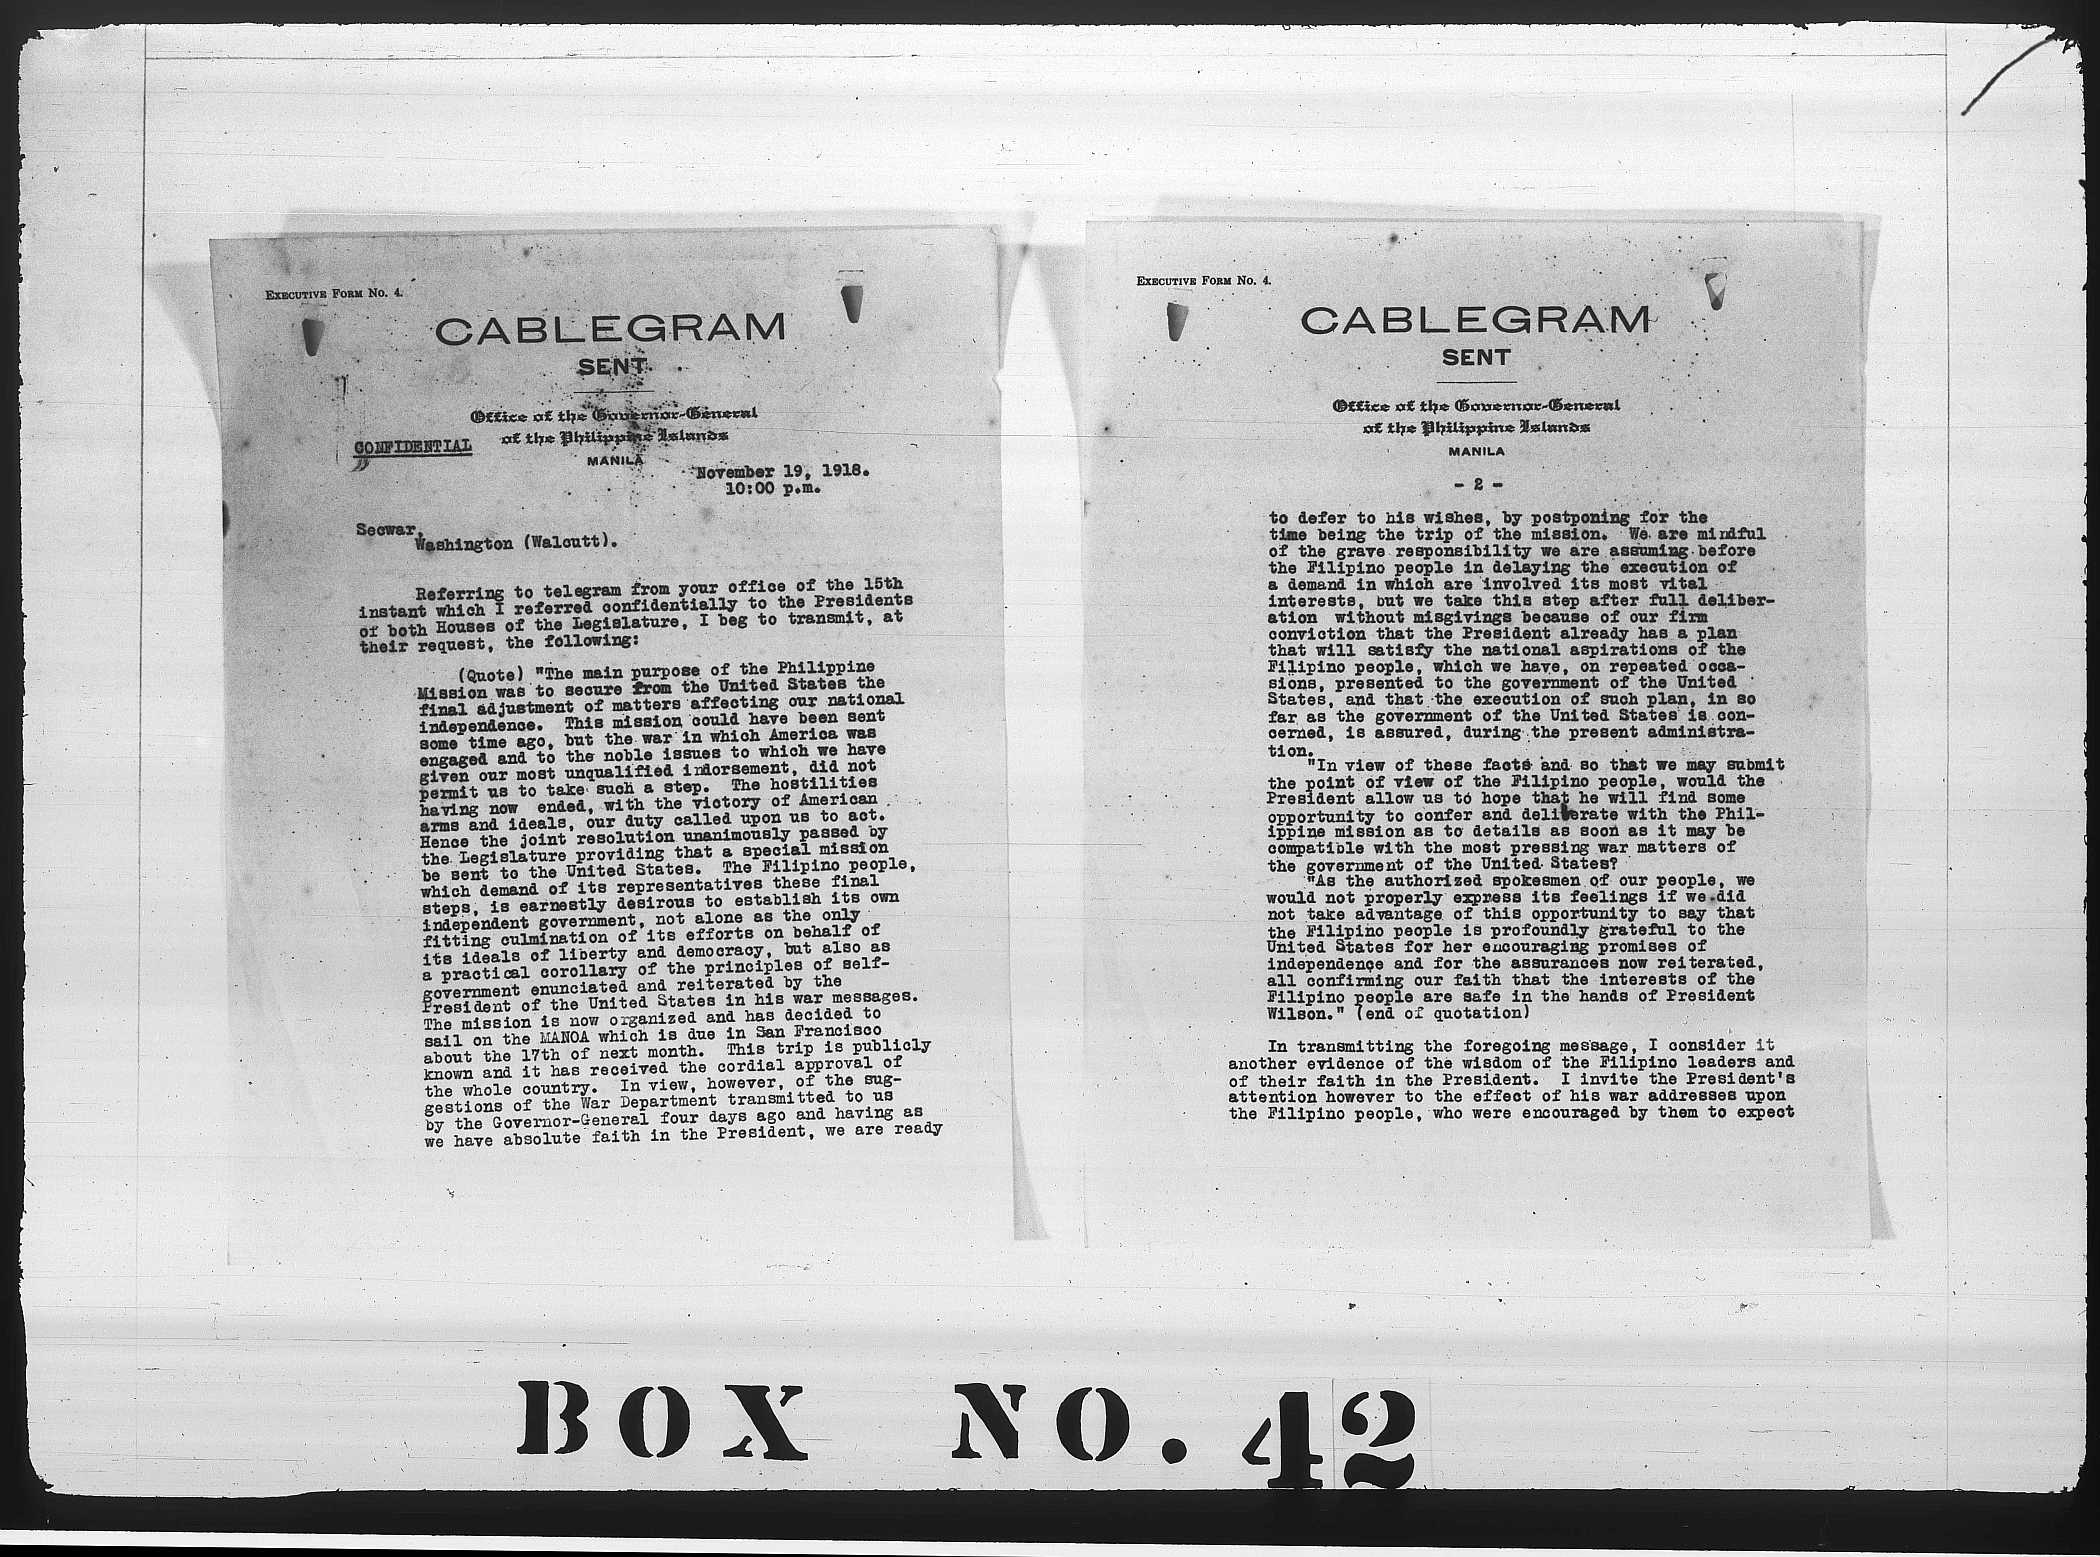 EXECUTIVE FORM NO. 4.
CABLEGRAM
SENT
Office of the Governor-General
of the Philippine Islands
CONFIDENTIAL
MANILA
November 19, 1918.
10:00 p.m.
Secwar,
Washington (Walcutt).
Referring to telegram from your office of the 15th
instant which I referred confidentially to the Presidents
of both Houses of the Legislature, I beg to transmit, at
their request, the following:
(Quote) "The main purpose of the Philippine
Mission was to secure from the United States the
final adjustment of matters affecting our national
independence. This mission could have been sent
some time ago, but the war in which America was
engaged and to the noble issues to which we have
given our most unqualified indorsement, did not
permit us to take such a step. The hostilities
having now ended, with the victory of American
arms and ideals, our duty called upon us to act.
Hence the joint resolution unanimously passed by
the Legislature providing that a special mission
be sent to the United States. The Filipino people,
which demand of its representatives these final
steps, is earnestly desirous to establish its own
independent government, not alone as the only
fitting culmination of its efforts on behalf of
its ideals of liberty and democracy, but also as
a practical corollary of the principles of self-
government enunciated and reiterated by the
President of the United States in his war messages.
The mission is now organized and has decided to
sail on the MANOA which is due in San Francisco
about the 17th of next month. This trip is publicly
known and it has received the cordial approval of
the whole country. In view, however, of the sug-
gestions of the War Department transmitted to us
by the Governor-General four days ago and having as
we have absolute faith in the President, we are ready
EXECUTIVE FORM NO. 4.
CABLEGRAM
SENT
Office of the Governor-General
of the Philippine Islands
MANILA
- 2 -
to defer to his wishes, by postponing for the
time being the trip of the mission. We are mindful
of the grave responsibility we are assuming before
the Filipino people in delaying the execution of
a demand in which are involved its most vital
interests, but we take this step after full deliber-
ation without misgivings because of our firm
conviction that the President already has a plan
that will satisfy the national aspirations of the
Filipino people, which we have, on repeated occa-
sions, presented to the government of the United
States, and that the execution of such plan, in so
far as the government of the United States is con-
cerned, is assured, during the present administra-
tion.
"In view of these facts and so that we may submit
the point of view of the Filipino people, would the
President allow us to hope that he will find some
opportunity to confer and deliberate with the Phil-
ippine mission as to details as soon as it may be
compatible with the most pressing war matters of
the government of the United States?
"As the authorized spokesmen of our people, we
would not properly express its feelings if we did
not take advantage of this opportunity to say that
the Filipino people is profoundly grateful to the
United States for her encouraging promises of
independence and for the assurances now reiterated,
all confirming our faith that the interests of the
Filipino people are safe in the hands of President
Wilson." (end of quotation)
In transmitting the foregoing message, I consider it
another evidence of the wisdom of the Filipino leaders and
of their faith in the President. I invite the President's
attention however to the effect of his war addresses upon
the Filipino people, who were encouraged by them to expect
BOX NO. 42